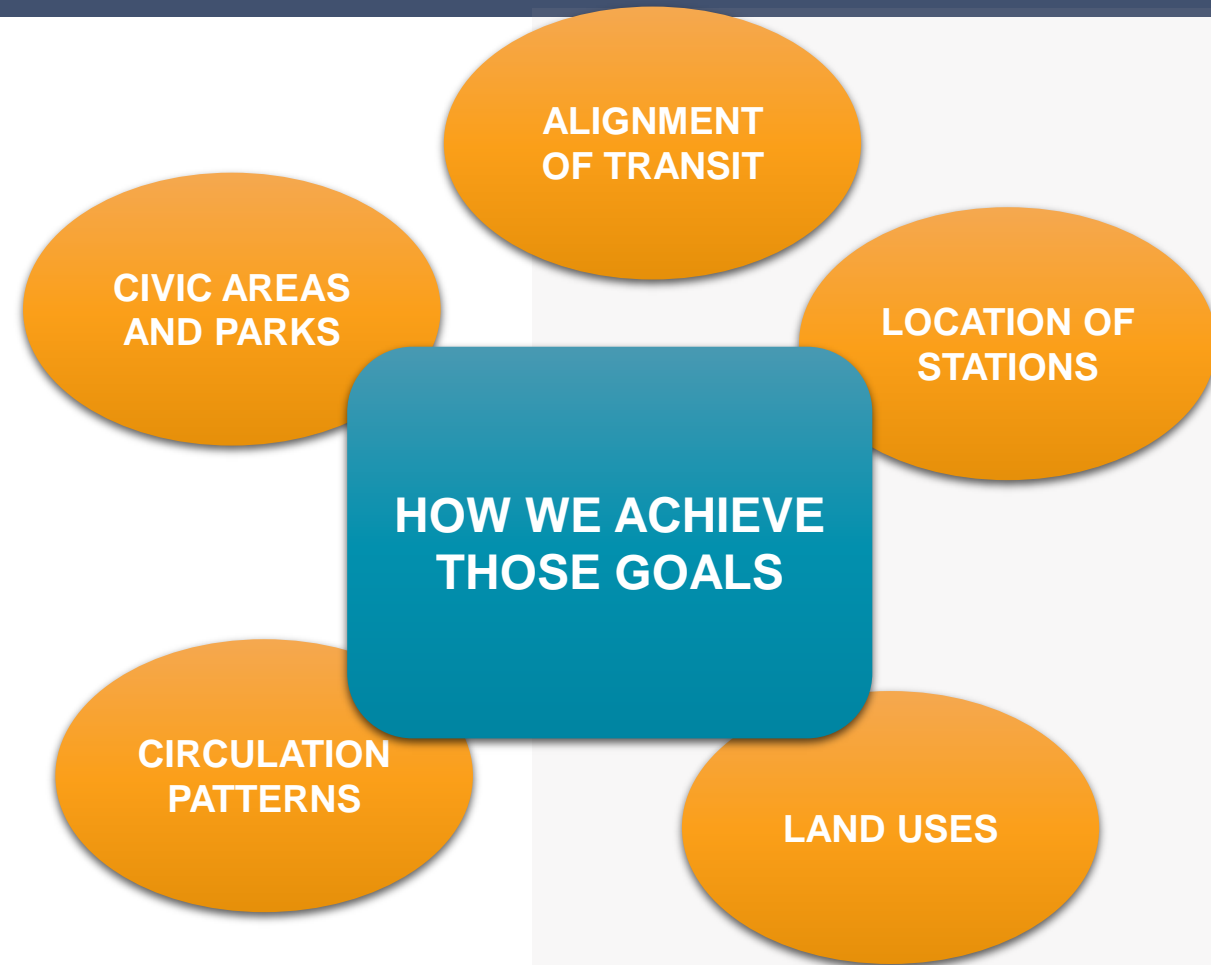 ALIGNMENT
OF TRANSIT
CIVIC AREAS
AND PARKS
LOCATION OF
STATIONS
HOW WE ACHIEVE
THOSE GOALS
CIRCULATION
PATTERNS
LAND USES